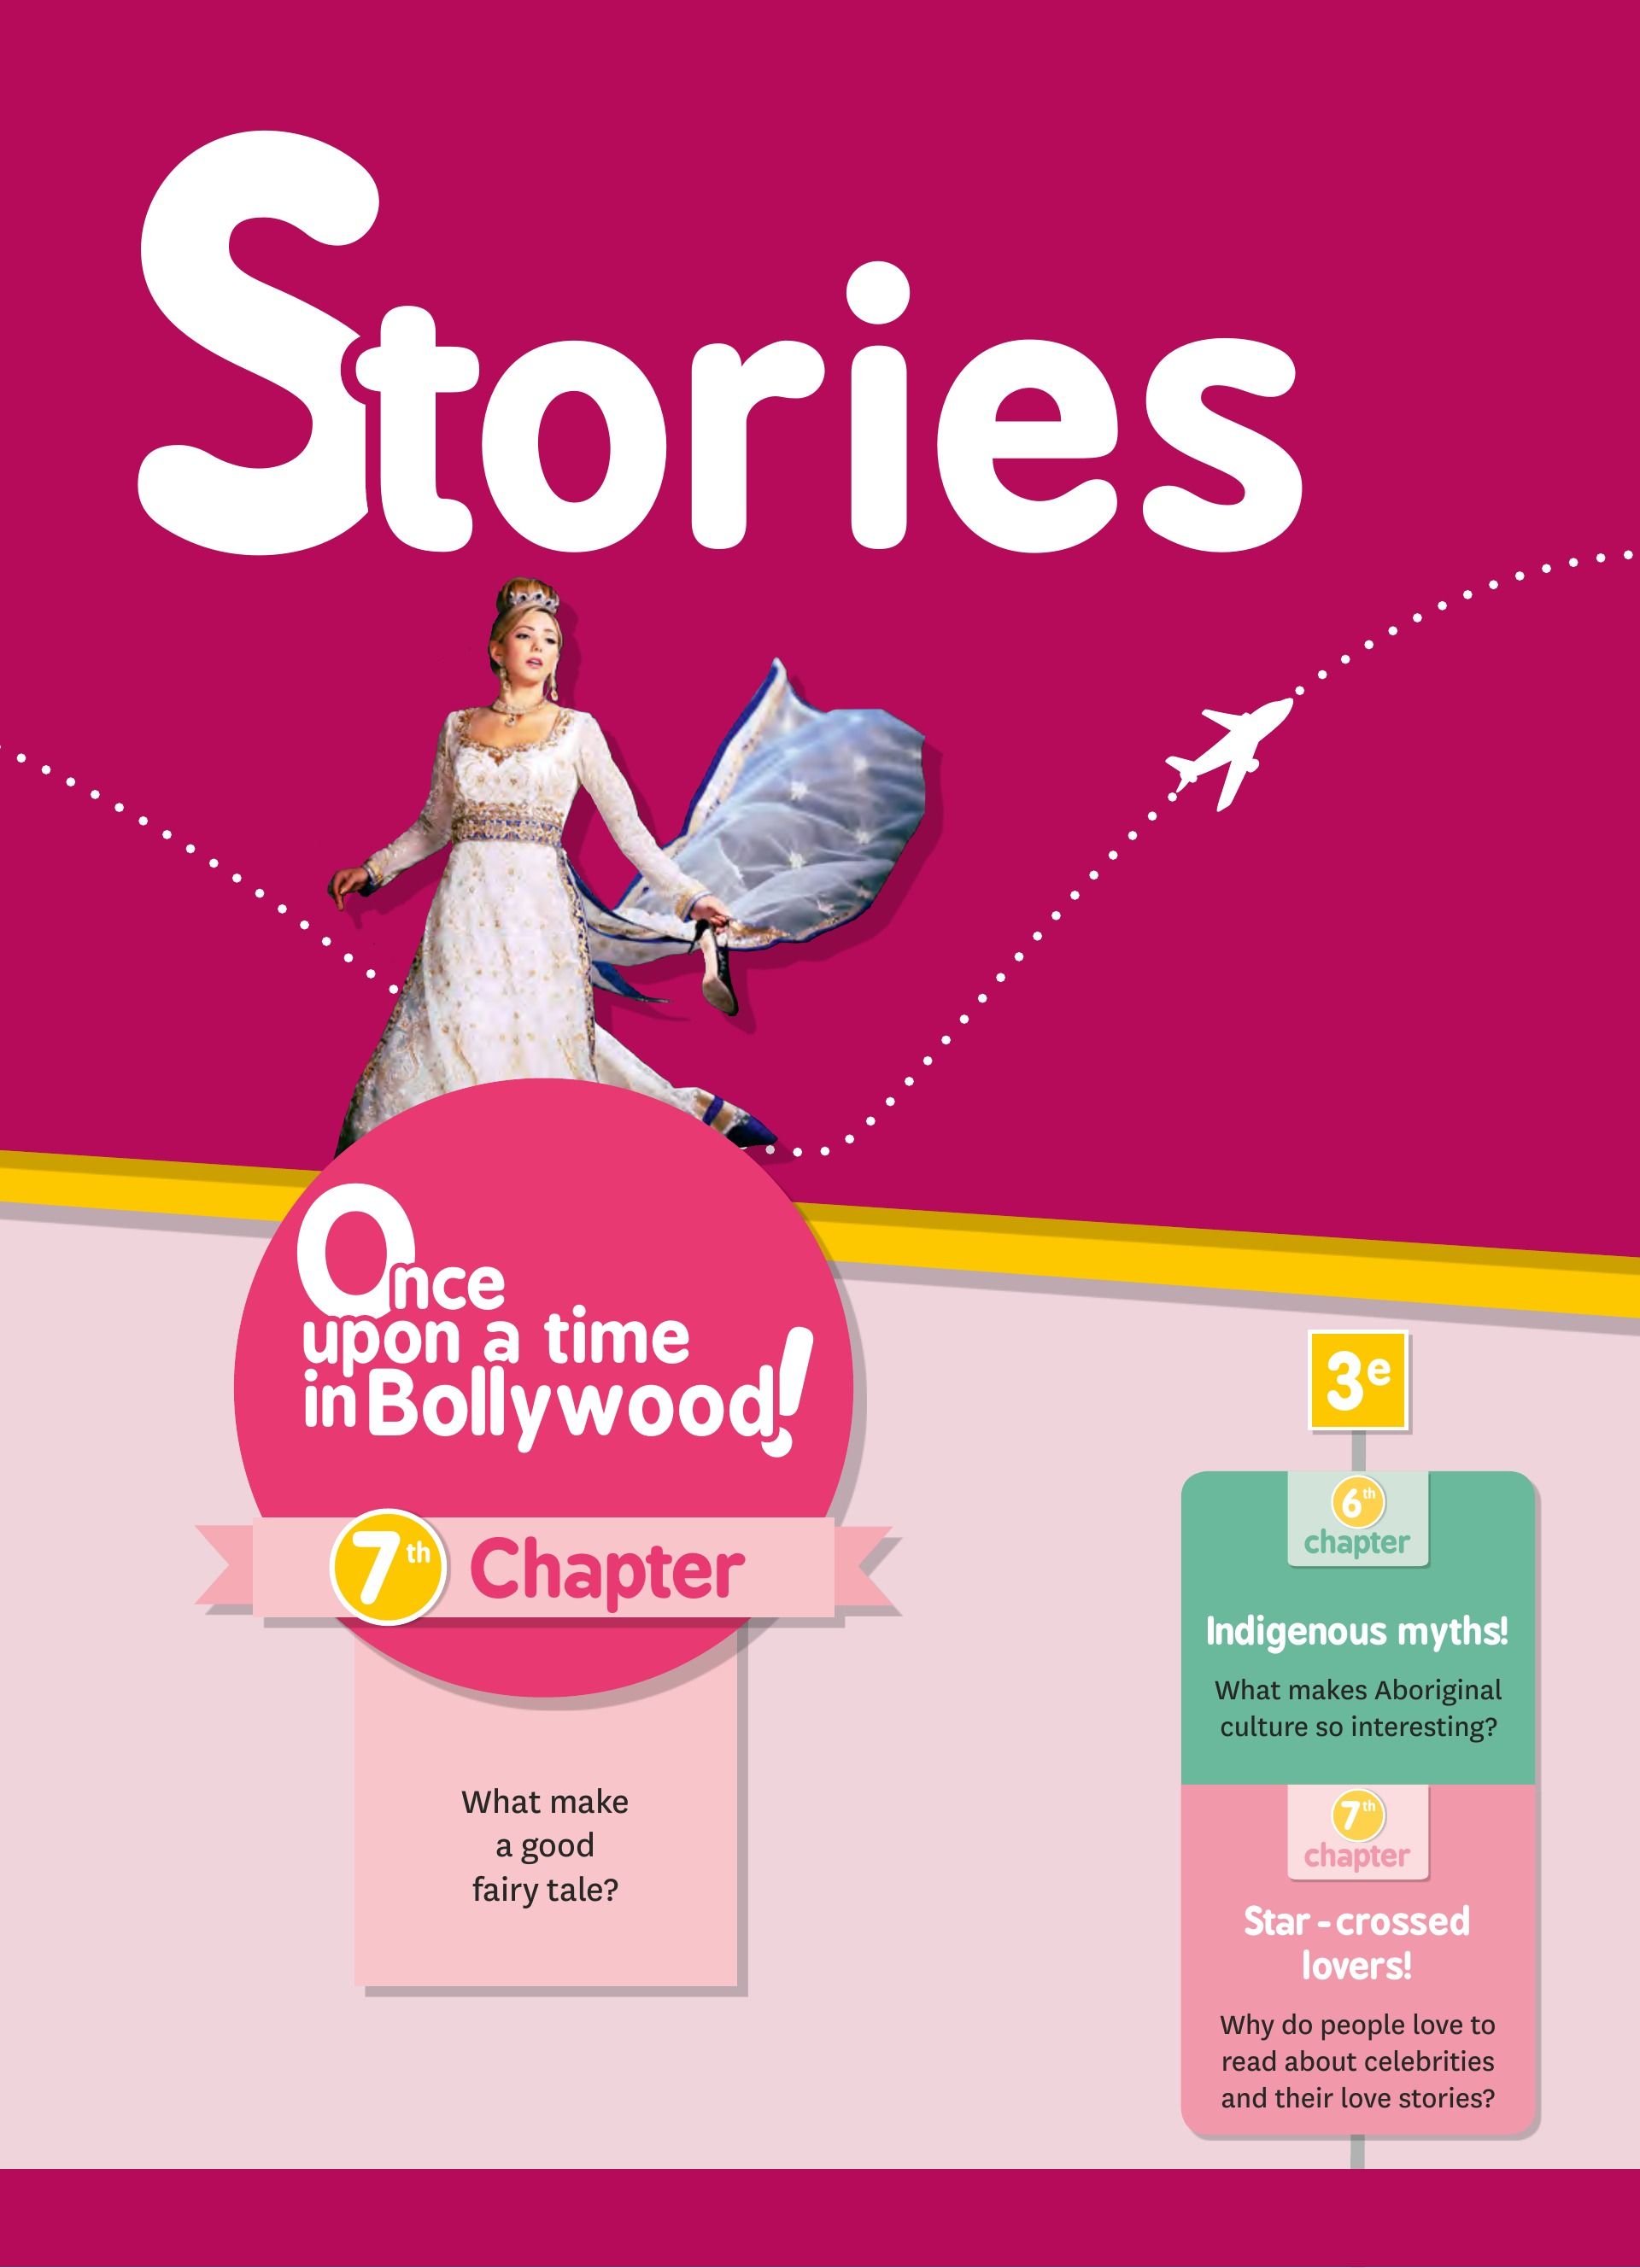 Stories
Once
upon a time
in Bollywood!
7th Chapter
What make
a good
fairy tale?
3e
6th
chapter
Indigenous myths!
What makes Aboriginal
culture so interesting?
7th
chapter
Star-crossed
lovers!
Why do people love to
read about celebrities
and their love stories?